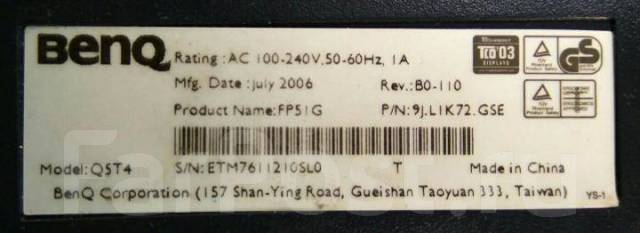 BenQ
Rating :AC 100-240V,50-60Hz, 1A
Mfg. Date :July 2006 Rev.: B0-110
Product Name:FP51G P/N:9J.L1K72.GSE
Model:Q5T4 S/N:ETM7611210SL0 T Made in China
BenQ Corporation (157 Shan-Ying Road, Gueishan Taoyuan 333, Taiwan) YS-1
TCO'03
DISPLAYS
GS